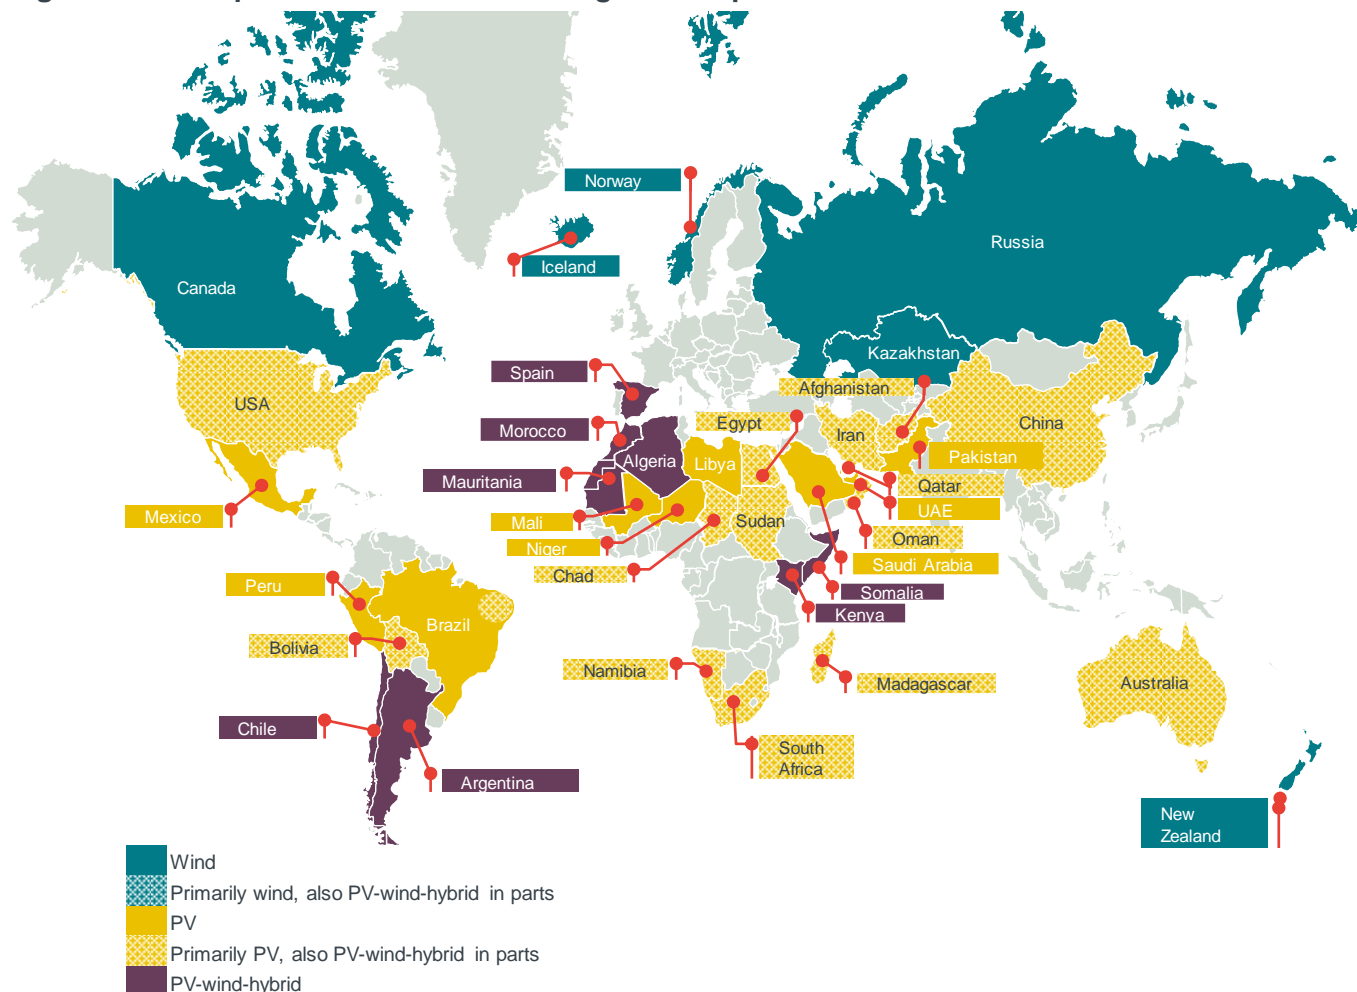 Norway
Russia
Iceland
Canada
Kazakhstan
Spain
Afghanistan
USA
Egypt
China
Morocco
Iran
Pakistan
Algeria
Libya
Mauritania
Qatar
UAE
Mexico
Mali
Sudan
Oman
Niger
Saudi Arabia
Chad
Peru
Somalia
Kenya
Brazil
Bolivia
Namibia
Madagascar
Australia
Chile
South
Africa
Argentina
New
Zealand
Wind
Primarily wind, also PV-wind-hybrid in parts
PV
Primarily PV, also PV-wind-hybrid in parts
PV-wind-hybrid